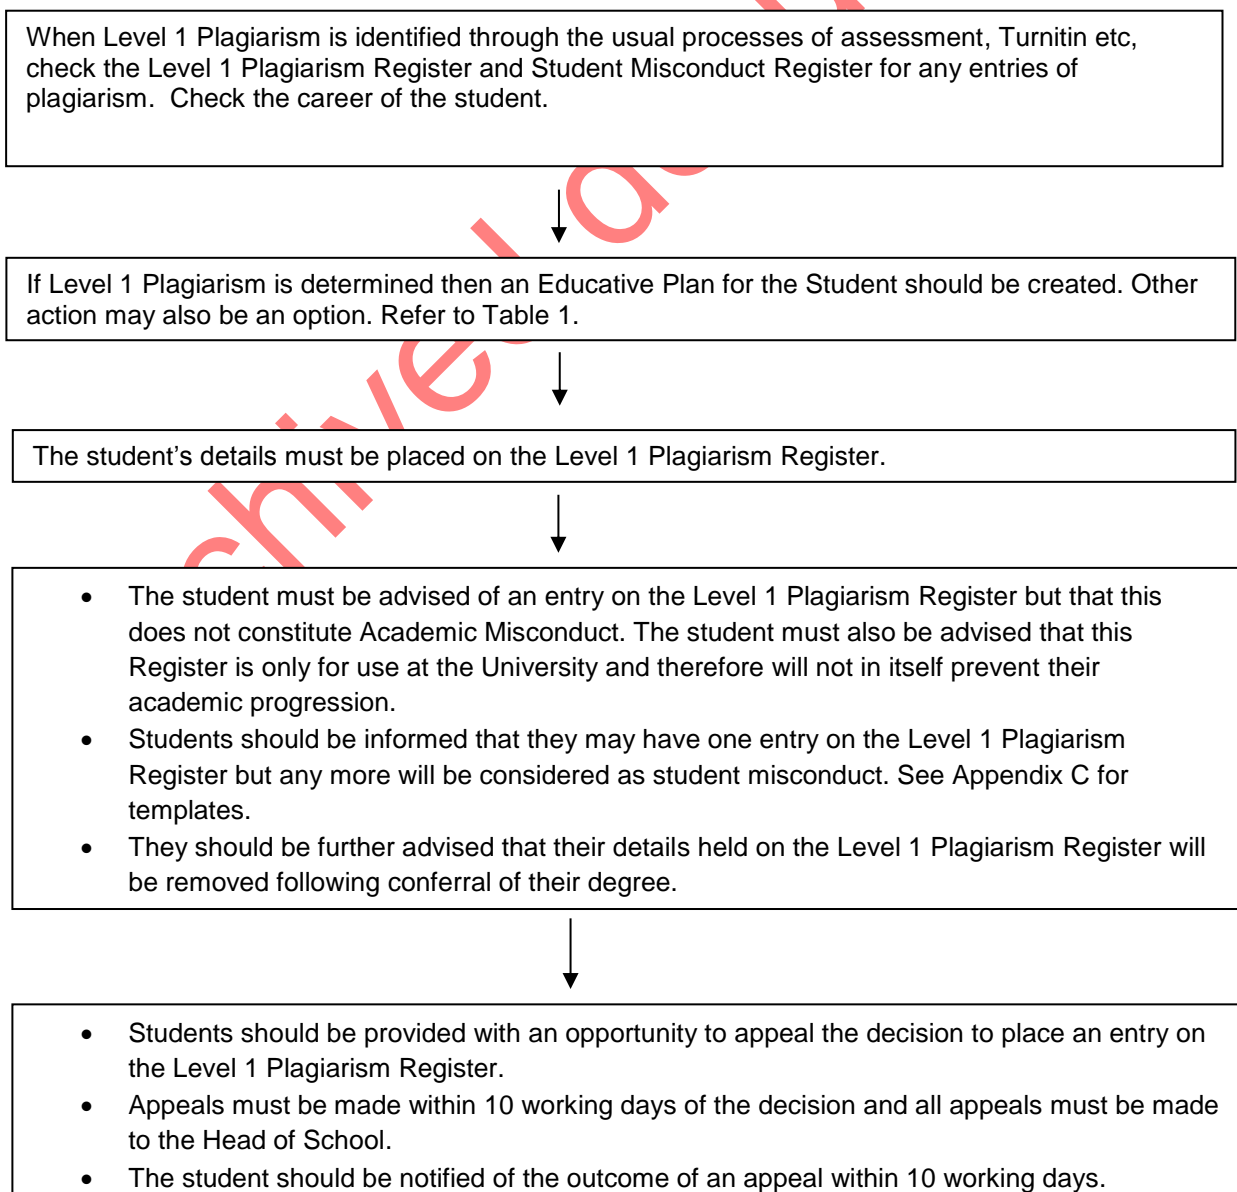 When Level 1 Plagiarism is identified through the usual processes of assessment, Turnitin etc,
check the Level 1 Plagiarism Register and Student Misconduct Register for any entries of
plagiarism.  Check the career of the student.
If Level 1 Plagiarism is determined then an Educative Plan for the Student should be created. Other
action may also be an option. Refer to Table 1.
The student’s details must be placed on the Level 1 Plagiarism Register.
• The student must be advised of an entry on the Level 1 Plagiarism Register but that this
does not constitute Academic Misconduct. The student must also be advised that this
Register is only for use at the University and therefore will not in itself prevent their
academic progression.
• Students should be informed that they may have one entry on the Level 1 Plagiarism
Register but any more will be considered as student misconduct. See Appendix C for
templates.
• They should be further advised that their details held on the Level 1 Plagiarism Register will
be removed following conferral of their degree.
• Students should be provided with an opportunity to appeal the decision to place an entry on
the Level 1 Plagiarism Register.
• Appeals must be made within 10 working days of the decision and all appeals must be made
to the Head of School.
• The student should be notified of the outcome of an appeal within 10 working days.